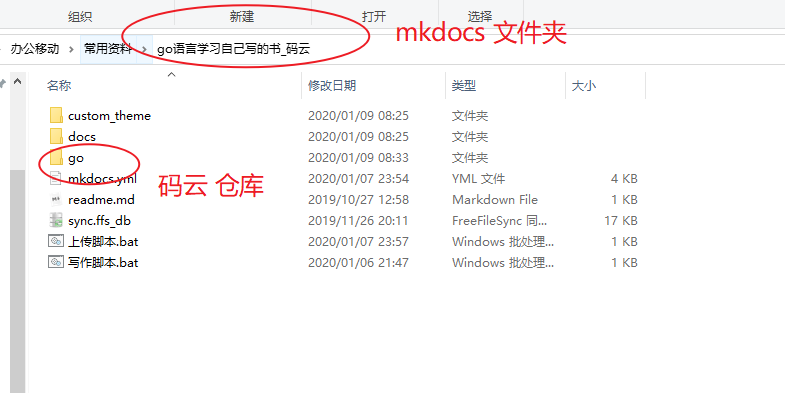 组织 新建 打开 选择
mkdocs 文件夹
办公移动 常用资料 go语言学习自己写的书_码云
名称 修改日期 类型 大小
custom_theme 2020/01/09 08:25 文件夹
docs 2020/01/09 08:25 文件夹
go 2020/01/09 08:33 文件夹
码云 仓库
mkdocs.yml 2020/01/07 23:54 YML 文件 4 KB
readme.md 2019/10/27 12:58 Markdown File 1 KB
sync.ffs_db 2019/11/26 20:11 FreeFileSync 同... 17 KB
上传脚本.bat 2020/01/07 23:57 Windows 批处理... 1 KB
写作脚本.bat 2020/01/06 21:47 Windows 批处理... 1 KB